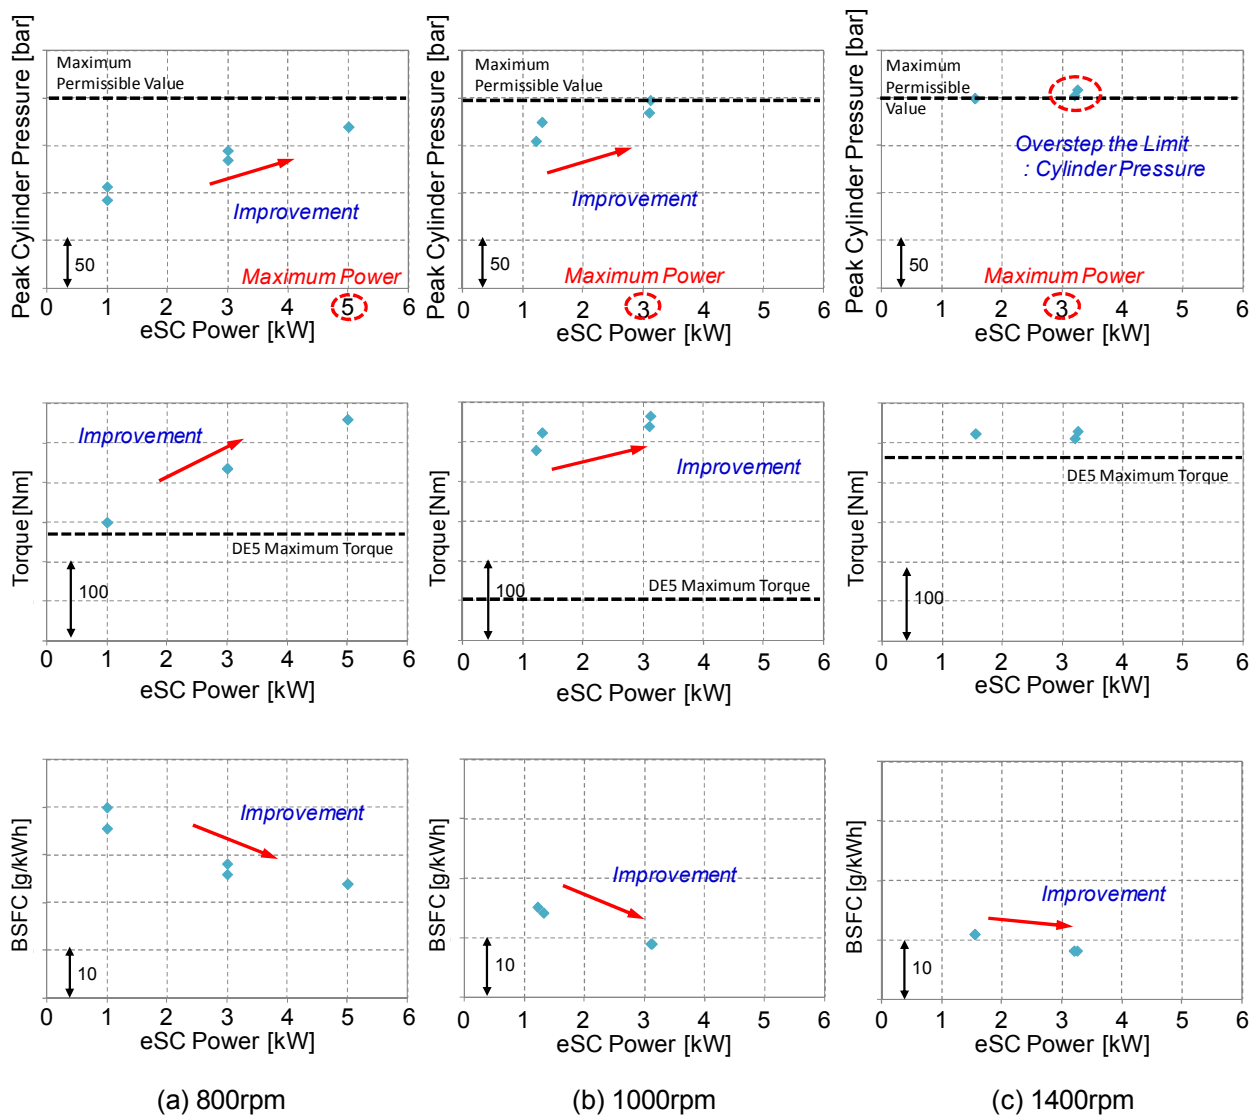 Peak Cylinder Pressure [bar]
Maximum
Permissible Value
Improvement
50
Maximum Power
0 1 2 3 4 5 6
eSC Power [kW]
Peak Cylinder Pressure [bar]
Maximum
Permissible Value
Improvement
50
Maximum Power
0 1 2 3 4 5 6
eSC Power [kW]
Peak Cylinder Pressure [bar]
Maximum
Permissible
Value
Overstep the Limit
: Cylinder Pressure
50
Maximum Power
0 1 2 3 4 5 6
eSC Power [kW]
Torque [Nm]
Improvement
DE5 Maximum Torque
100
0 1 2 3 4 5 6
eSC Power [kW]
Torque [Nm]
Improvement
DE5 Maximum Torque
100
0 1 2 3 4 5 6
eSC Power [kW]
Torque [Nm]
DE5 Maximum Torque
100
0 1 2 3 4 5 6
eSC Power [kW]
BSFC [g/kWh]
Improvement
10
0 1 2 3 4 5 6
eSC Power [kW]
BSFC [g/kWh]
Improvement
10
0 1 2 3 4 5 6
eSC Power [kW]
BSFC [g/kWh]
Improvement
10
0 1 2 3 4 5 6
eSC Power [kW]
(a) 800rpm
(b) 1000rpm
(c) 1400rpm